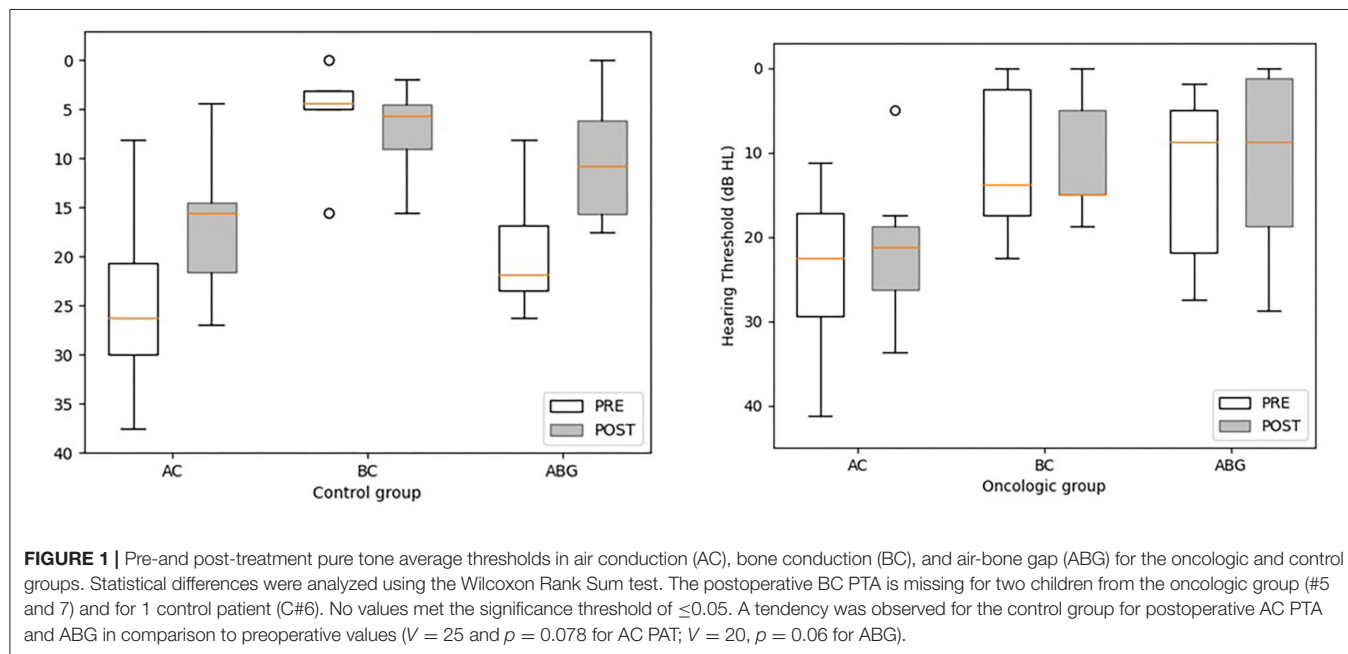 0
5
10
15
20
25
30
35
40
PRE
POST
AC
BC
ABG
Control group
Hearing Threshold (dB HL)
0
10
20
30
40
PRE
POST
AC
BC
ABG
Oncologic group
FIGURE 1 | Pre-and post-treatment pure tone average thresholds in air conduction (AC), bone conduction (BC), and air-bone gap (ABG) for the oncologic and control
groups. Statistical differences were analyzed using the Wilcoxon Rank Sum test. The postoperative BC PTA is missing for two children from the oncologic group (#5
and 7) and for 1 control patient (C#6). No values met the significance threshold of ≤0.05. A tendency was observed for the control group for postoperative AC PTA
and ABG in comparison to preoperative values (V = 25 and p = 0.078 for AC PAT; V = 20, p = 0.06 for ABG).